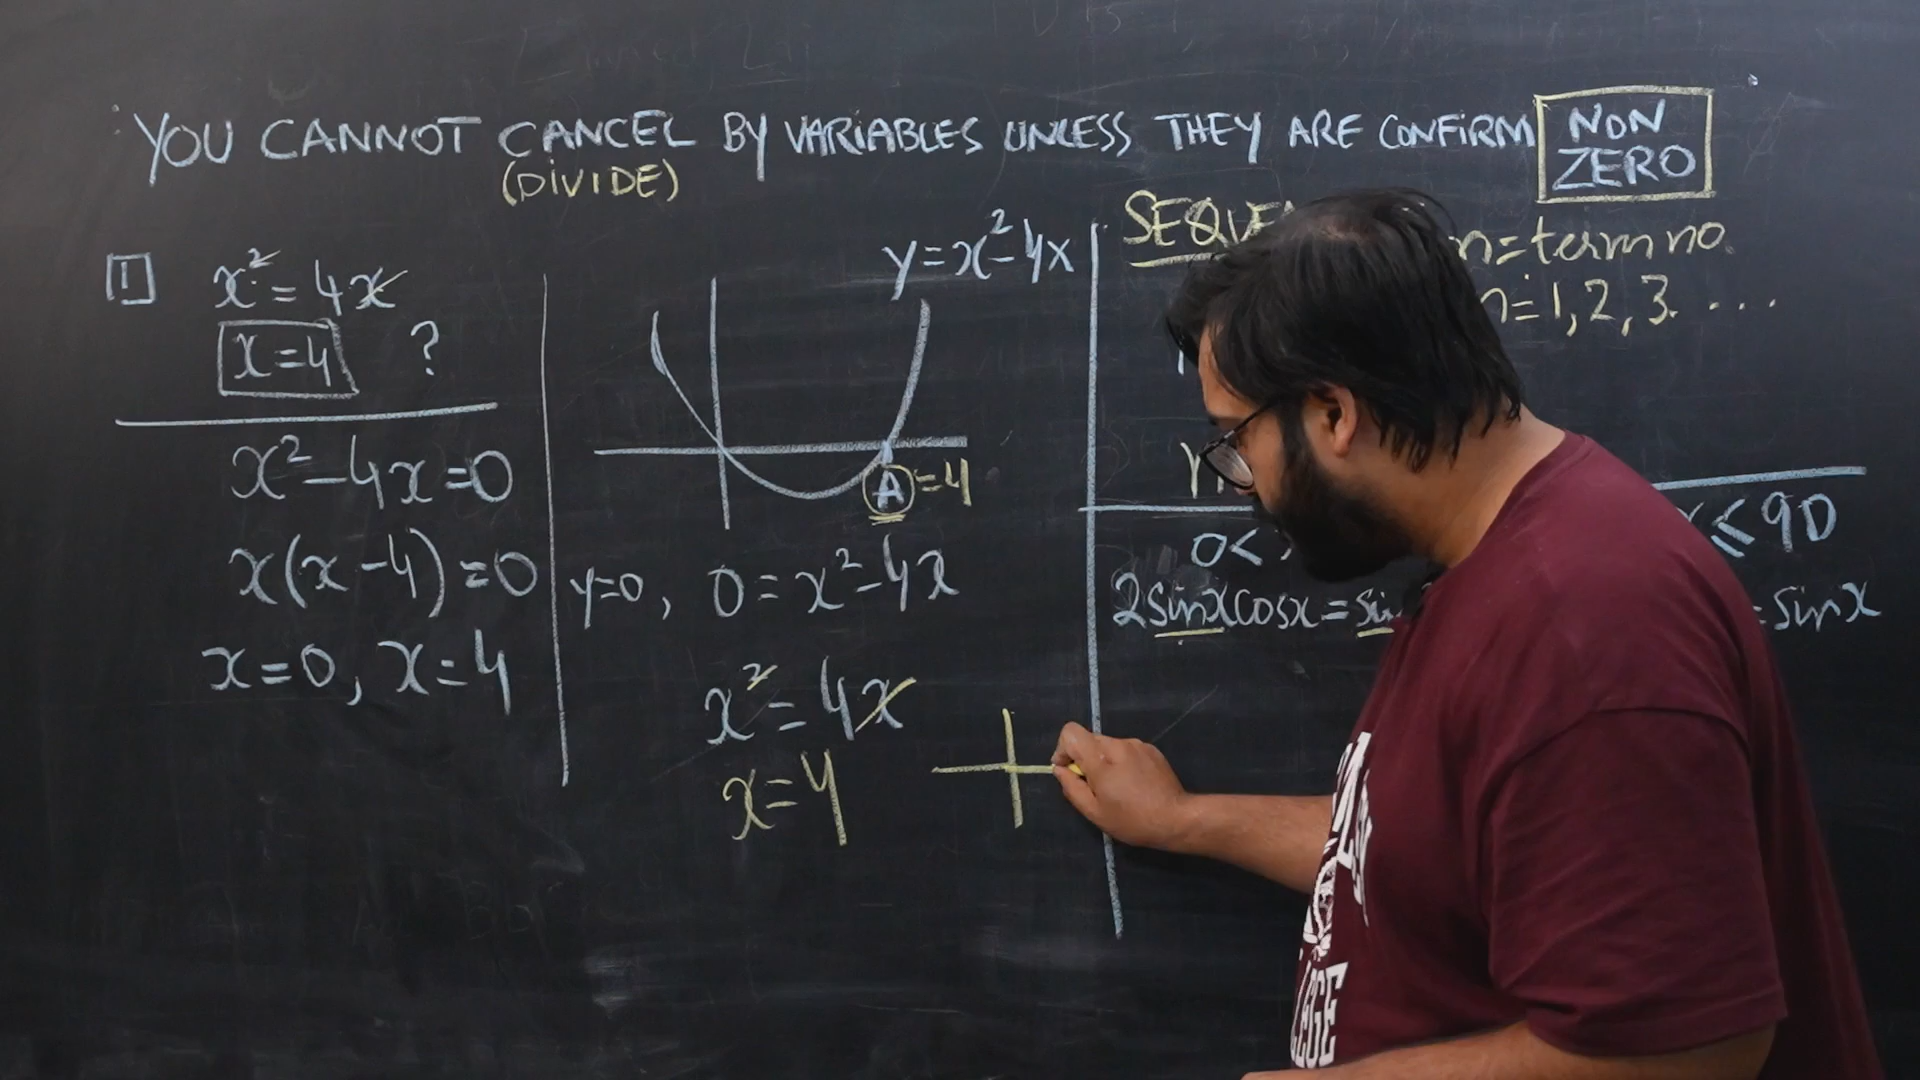 YOU CANNOT CANCEL BY VARIABLES UNLESS THEY ARE CONFIRM NON ZERO
(DIVIDE)
1 x² = 4x
x=4 ?
x²-4x=0
x(x-4)=0
x=0, x=4
y=x²-4x
A=4
y=0, 0=x²-4x
x²=4x
x=4
n=term no.
n=1,2,3....
0<
≤90
2sinxcosx=
=sinx